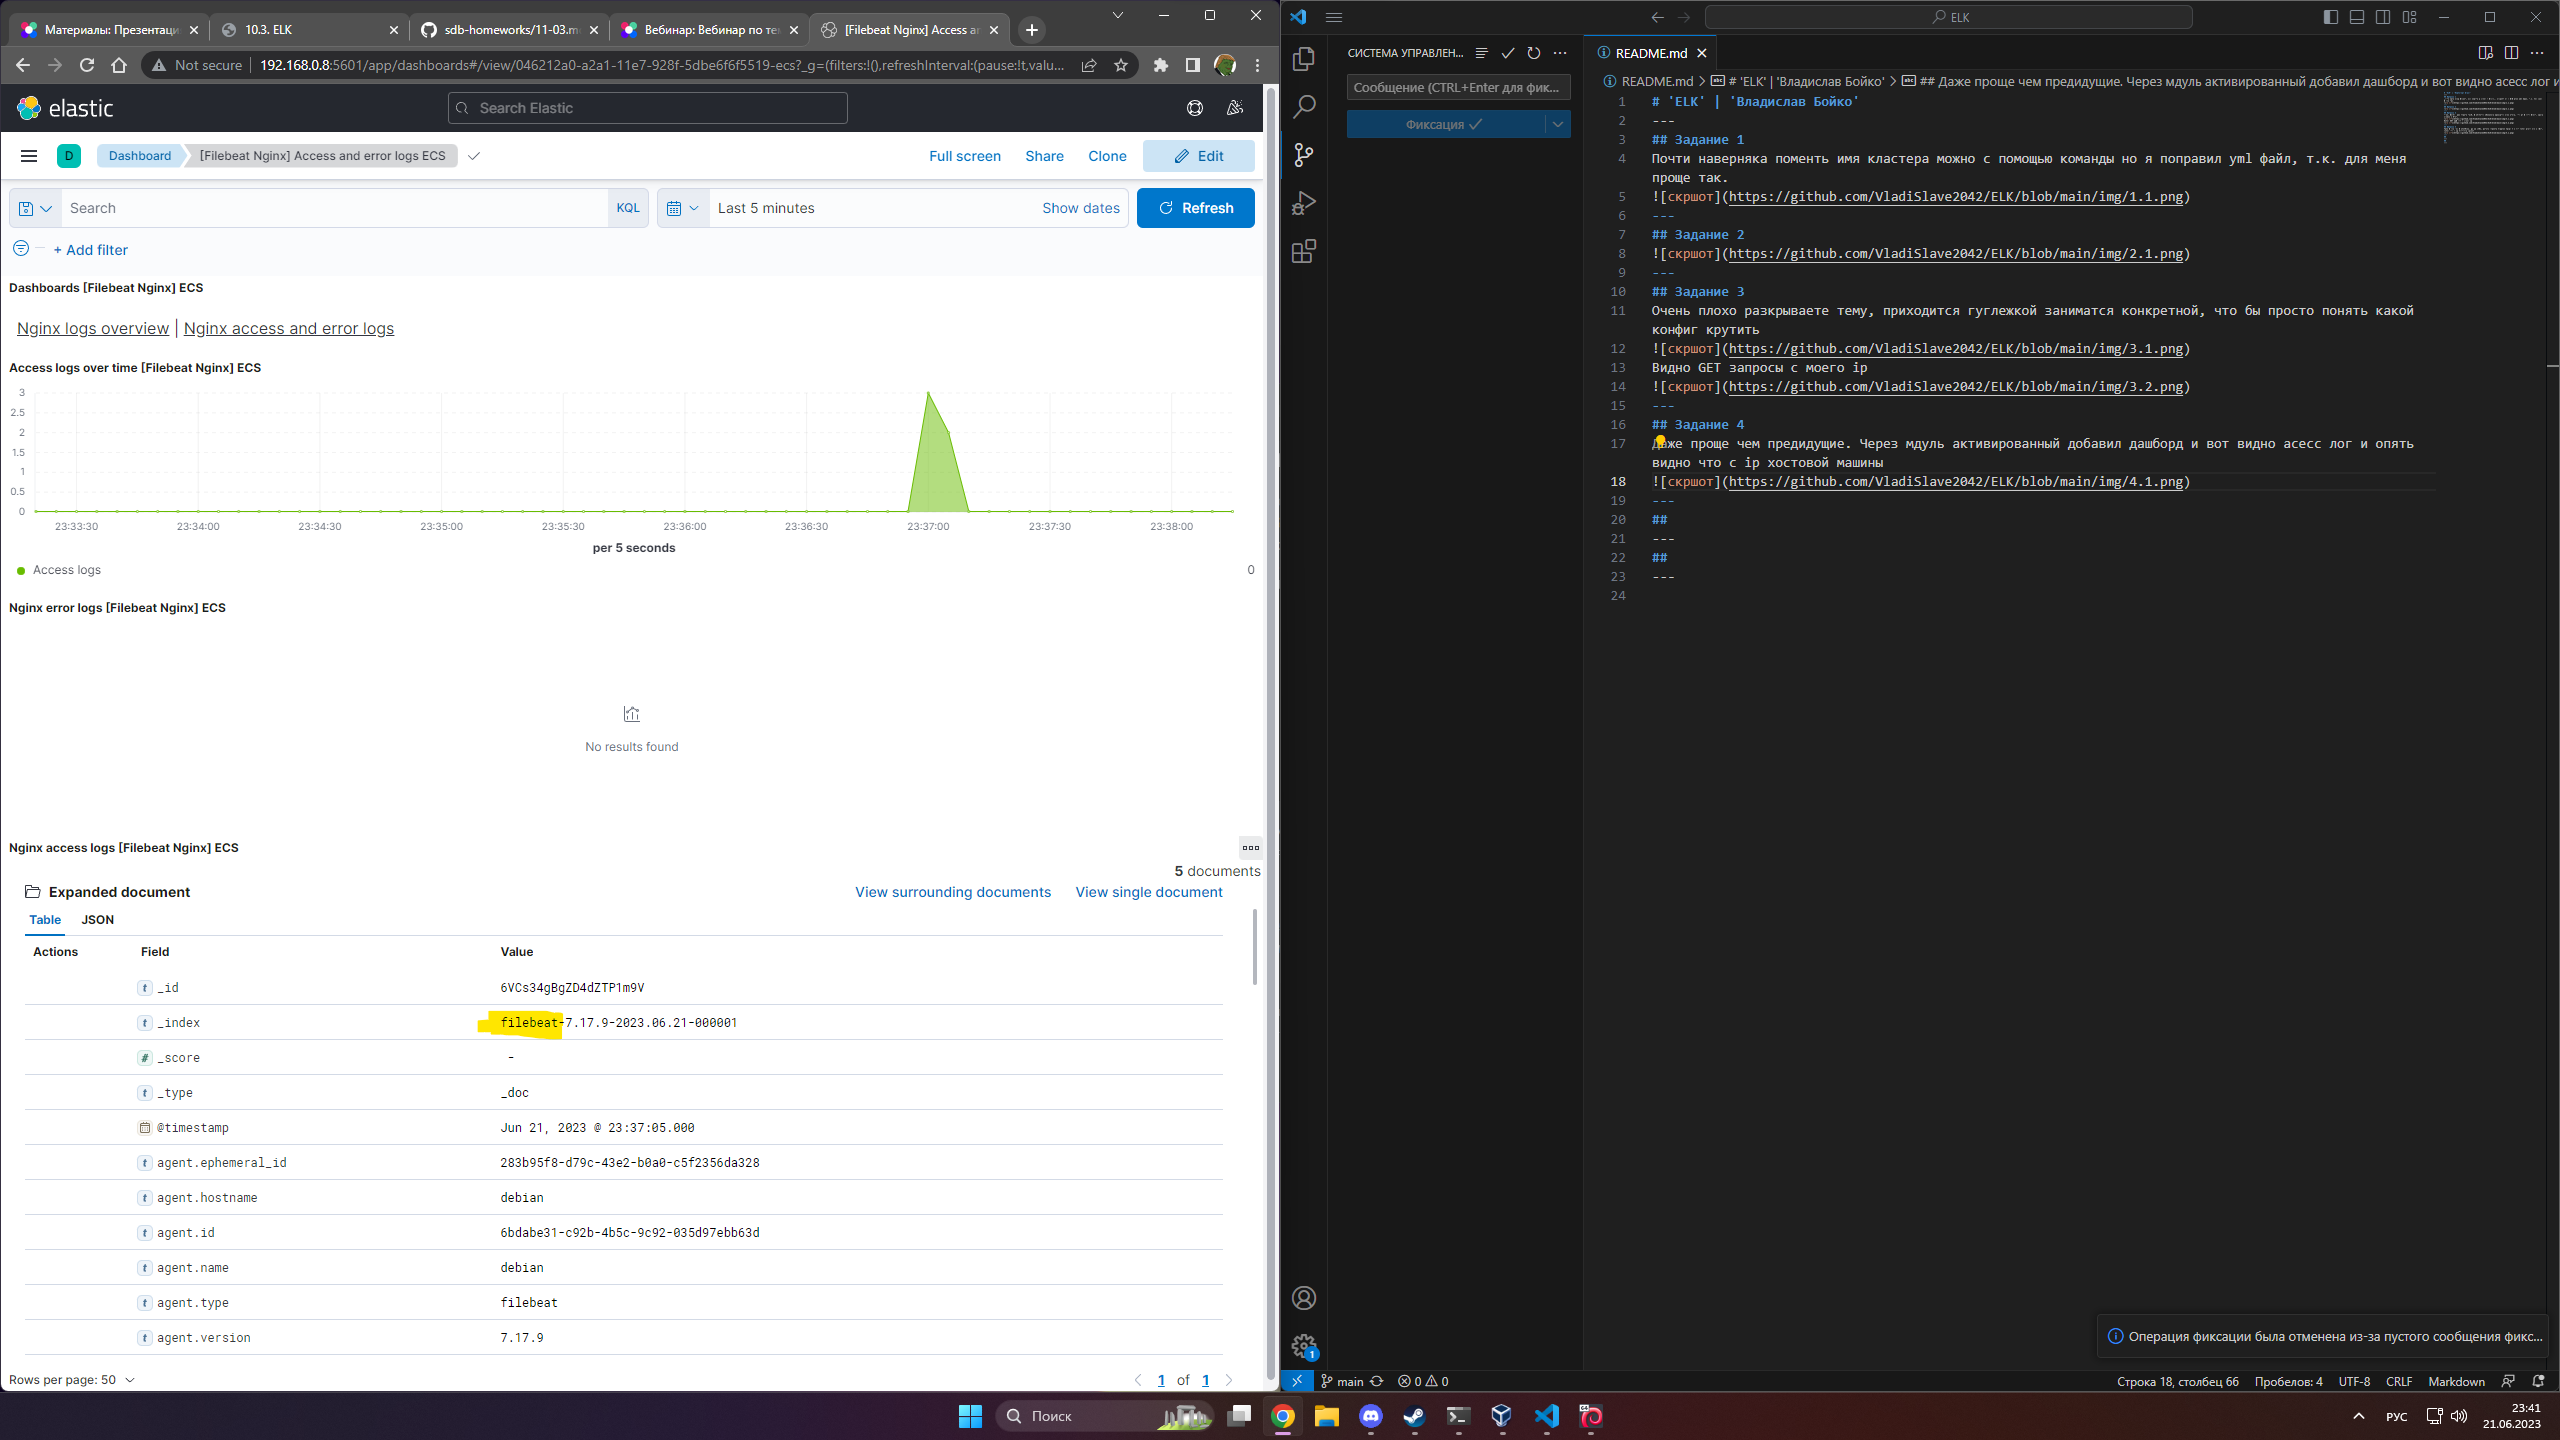 Материалы: Презентаци
10.3. ELK
sdb-homeworks/11-03.m
Вебинар: Вебинар по те
[Filebeat Nginx] Access a
Not secure
192.168.0.8:5601/app/dashboards#/view/046212a0-a2a1-11e7-928f-5dbe6f6f5519-ecs?_g=(filters:!(),refreshInterval:(pause:!t,valu...
elastic
Search Elastic
D
Dashboard
[Filebeat Nginx] Access and error logs ECS
Full screen
Share
Clone
Edit
Search
KQL
Last 5 minutes
Show dates
Refresh
+ Add filter
Dashboards [Filebeat Nginx] ECS
Nginx logs overview | Nginx access and error logs
Access logs over time [Filebeat Nginx] ECS
3
2.5
2
1.5
1
0.5
0
23:33:30
23:34:00
23:34:30
23:35:00
23:35:30
23:36:00
23:36:30
23:37:00
23:37:30
23:38:00
per 5 seconds
Access logs
0
Nginx error logs [Filebeat Nginx] ECS
No results found
Nginx access logs [Filebeat Nginx] ECS
5 documents
Expanded document
View surrounding documents
View single document
Table
JSON
Actions
Field
Value
t _id 6VCs34gBgZD4dZTP1m9V
t _index filebeat-7.17.9-2023.06.21-000001
# _score -
t _type _doc
@timestamp Jun 21, 2023 @ 23:37:05.000
t agent.ephemeral_id 283b95f8-d79c-43e2-b0a0-c5f2356da328
t agent.hostname debian
t agent.id 6bdabe31-c92b-4b5c-9c92-035d97ebb63d
t agent.name debian
t agent.type filebeat
t agent.version 7.17.9
Rows per page: 50
1 of 1
ELK
СИСТЕМА УПРАВЛЕН...
Сообщение (CTRL+Enter для фик...
Фиксация
README.md
README.md > # 'ELK' | 'Владислав Бойко' > ## Даже проще чем предидущие. Через мдуль активированный добавил дашборд и вот видно асесс лог и
1 # 'ELK' | 'Владислав Бойко'
2 ---
3 ## Задание 1
4 Почти наверняка поменть имя кластера можно с помощью команды но я поправил yml файл, т.к. для меня
проще так.
5 ![скршот](https://github.com/VladiSlave2042/ELK/blob/main/img/1.1.png)
6 ---
7 ## Задание 2
8 ![скршот](https://github.com/VladiSlave2042/ELK/blob/main/img/2.1.png)
9 ---
10 ## Задание 3
11 Очень плохо разкрываете тему, приходится гуглежкой заниматся конкретной, что бы просто понять какой
конфиг крутить
12 ![скршот](https://github.com/VladiSlave2042/ELK/blob/main/img/3.1.png)
13 Видно GET запросы с моего ip
14 ![скршот](https://github.com/VladiSlave2042/ELK/blob/main/img/3.2.png)
15 ---
16 ## Задание 4
17 Даже проще чем предидущие. Через мдуль активированный добавил дашборд и вот видно асесс лог и опять
видно что с ip хостовой машины
18 ![скршот](https://github.com/VladiSlave2042/ELK/blob/main/img/4.1.png)
19 ---
20 ##
21 ---
22 ##
23 ---
24
1
Операция фиксации была отменена из-за пустого сообщения фикс...
main
0
0
Строка 18, столбец 66
Пробелов: 4
UTF-8
CRLF
Markdown
Поиск
РУС
23:41
21.06.2023